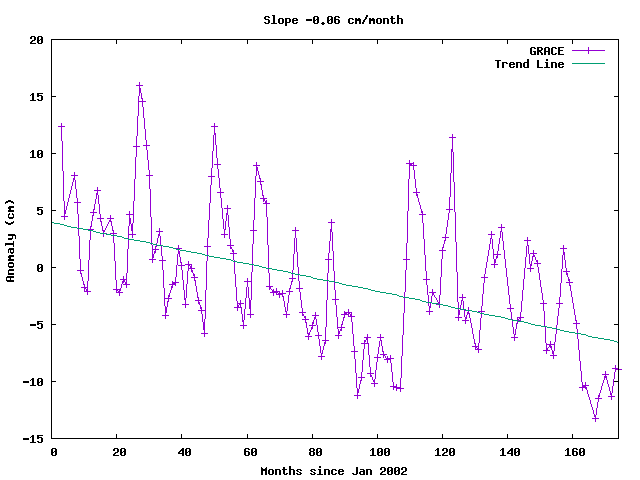 Slope -0.06 cm/month
20
15
10
5
0
-5
-10
-15
Anomaly (cm)
GRACE
Trend Line
0 20 40 60 80 100 120 140 160
Months since Jan 2002